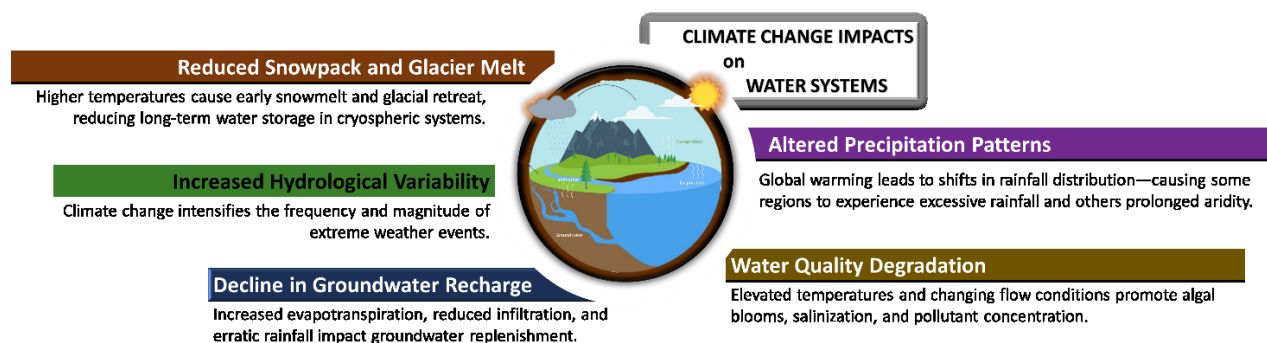 CLIMATE CHANGE IMPACTS
on
WATER SYSTEMS
Reduced Snowpack and Glacier Melt
Higher temperatures cause early snowmelt and glacial retreat,
reducing long-term water storage in cryospheric systems.
Increased Hydrological Variability
Climate change intensifies the frequency and magnitude of
extreme weather events.
Decline in Groundwater Recharge
Increased evapotranspiration, reduced infiltration, and
erratic rainfall impact groundwater replenishment.
Altered Precipitation Patterns
Global warming leads to shifts in rainfall distribution—causing some
regions to experience excessive rainfall and others prolonged aridity.
Water Quality Degradation
Elevated temperatures and changing flow conditions promote algal
blooms, salinization, and pollutant concentration.
Evaporation
Groundwater